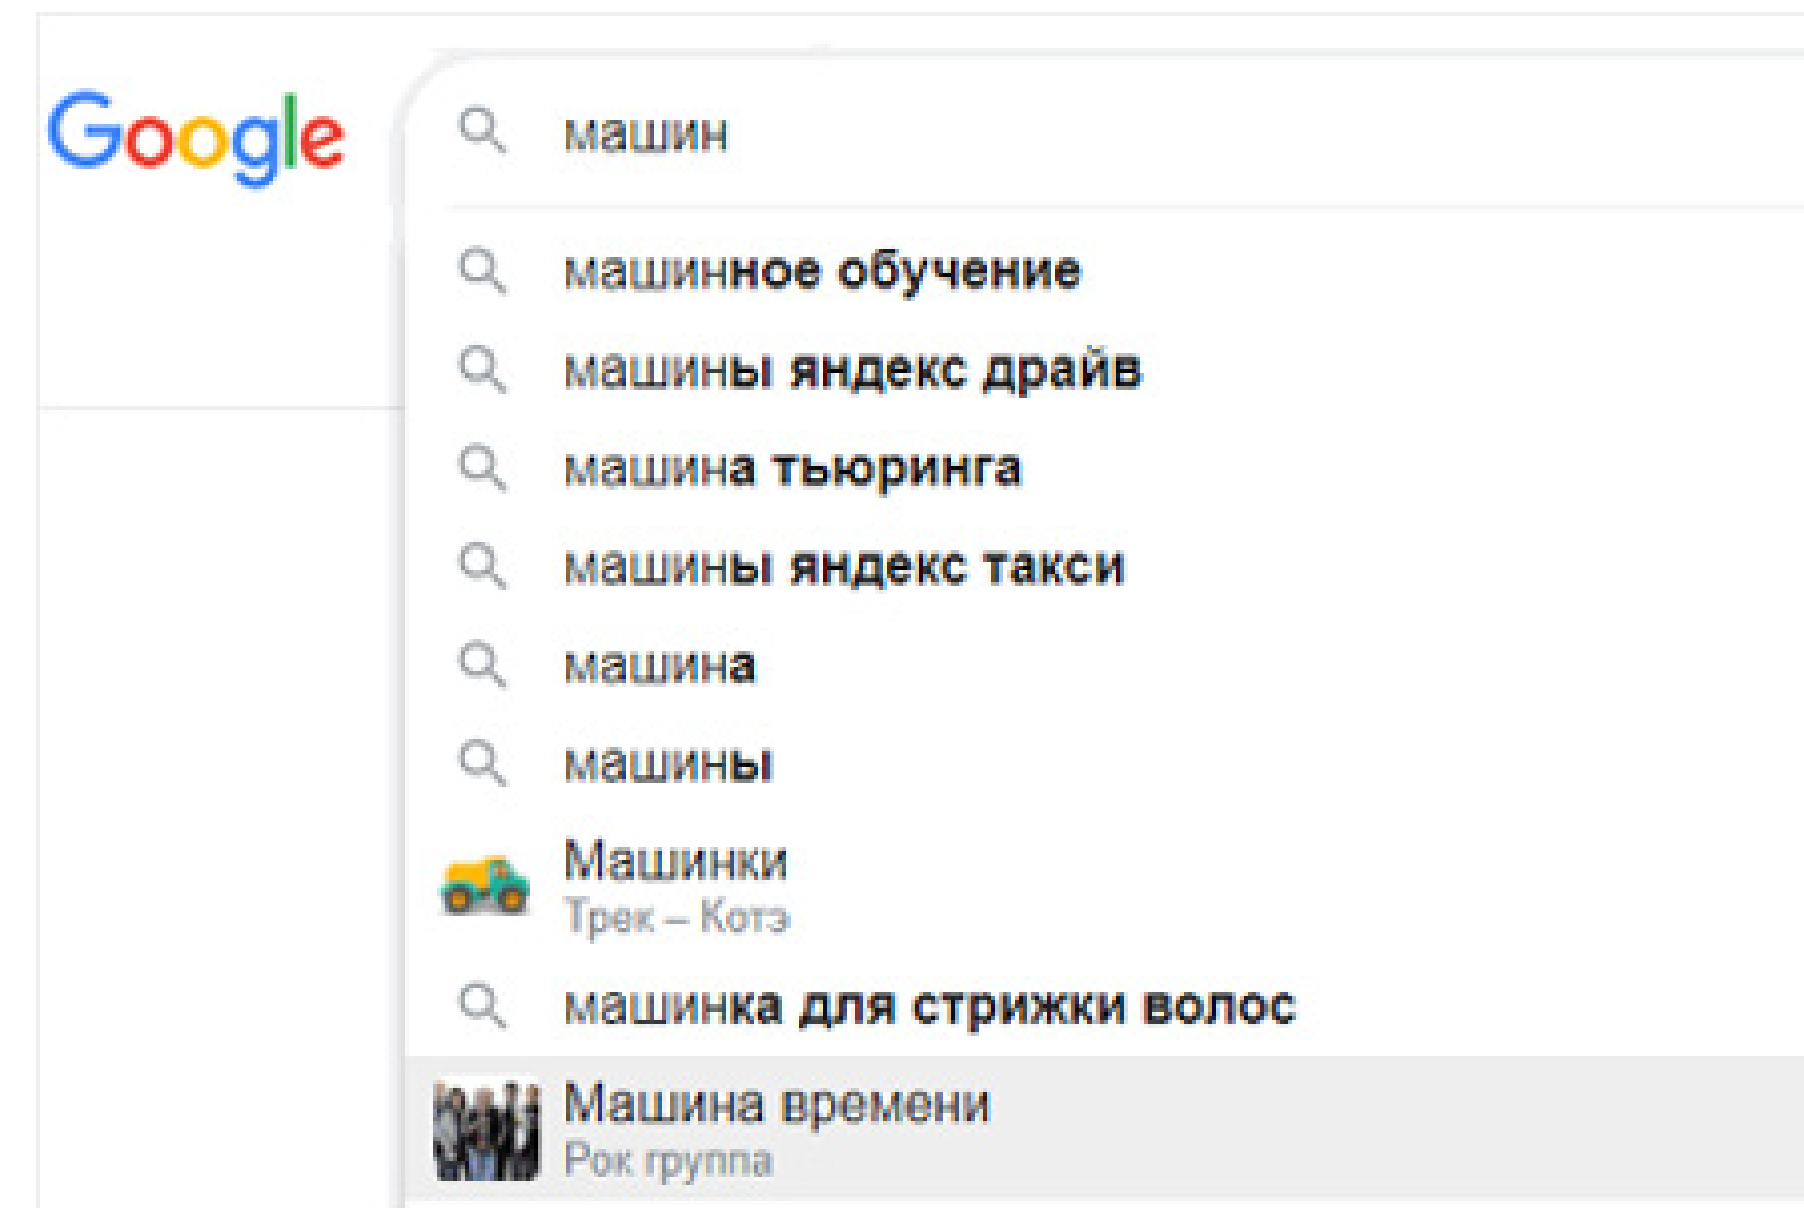 Google
машин
машинное обучение
машины яндекс драйв
машина тьюринга
машины яндекс такси
машина
машины
Машинки
Трек – Котэ
машинка для стрижки волос
Машина времени
Рок группа